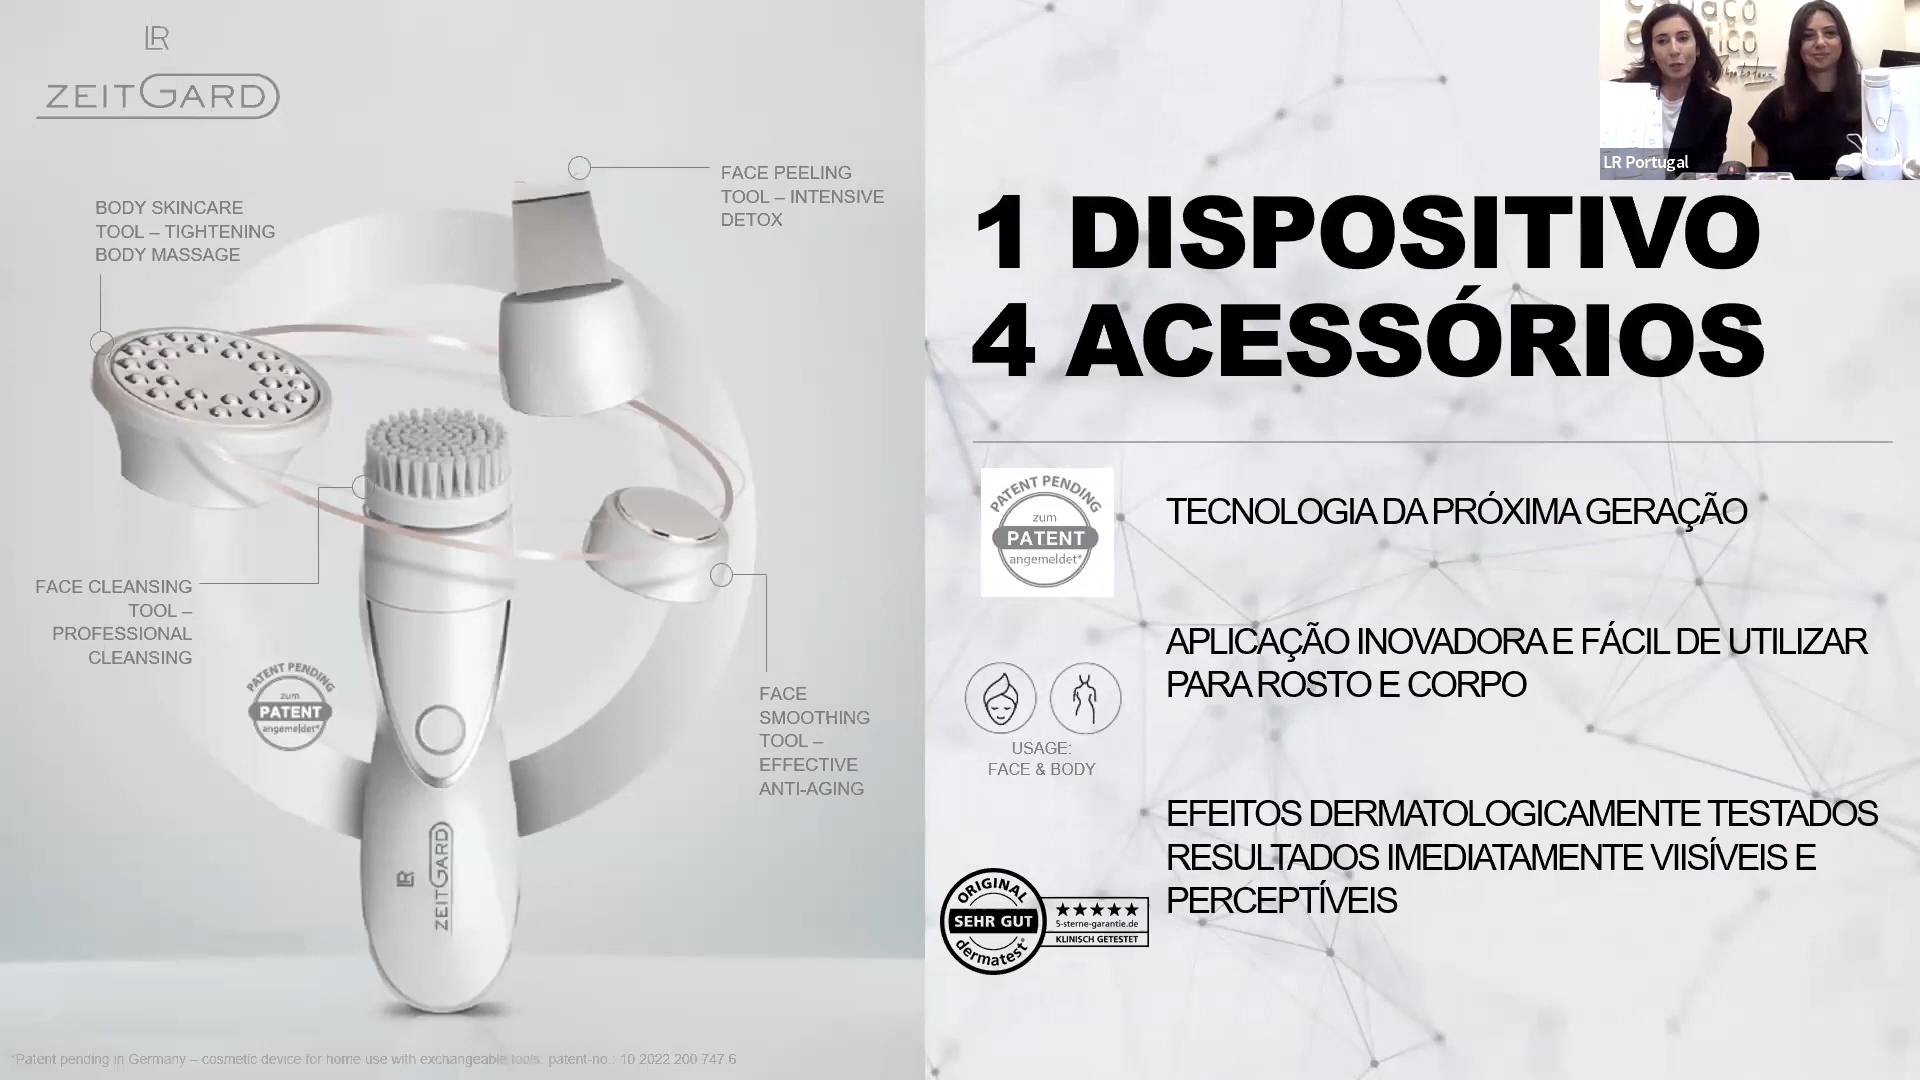 LR
ZEITGARD
FACE PEELING
TOOL – INTENSIVE
DETOX
BODY SKINCARE
TOOL – TIGHTENING
BODY MASSAGE
FACE CLEANSING
TOOL –
PROFESSIONAL
CLEANSING
PATENT PENDING
zum
PATENT
angemeldet*
FACE
SMOOTHING
TOOL –
EFFECTIVE
ANTI-AGING
LR
ZEITGARD
*Patent pending in Germany – cosmetic device for home use with exchangeable tools: patent-no.: 10 2022 200 747.6
LR Portugal
1 DISPOSITIVO
4 ACESSÓRIOS
PATENT PENDING
zum
PATENT
angemeldet*
TECNOLOGIA DA PRÓXIMA GERAÇÃO
APLICAÇÃO INOVADORA E FÁCIL DE UTILIZAR
PARA ROSTO E CORPO
USAGE:
FACE & BODY
EFEITOS DERMATOLOGICAMENTE TESTADOS
RESULTADOS IMEDIATAMENTE VIISÍVEIS E
PERCEPTÍVEIS
ORIGINAL
SEHR GUT
dermatest
5-sterne-garantie.de
KLINISCH GETESTET